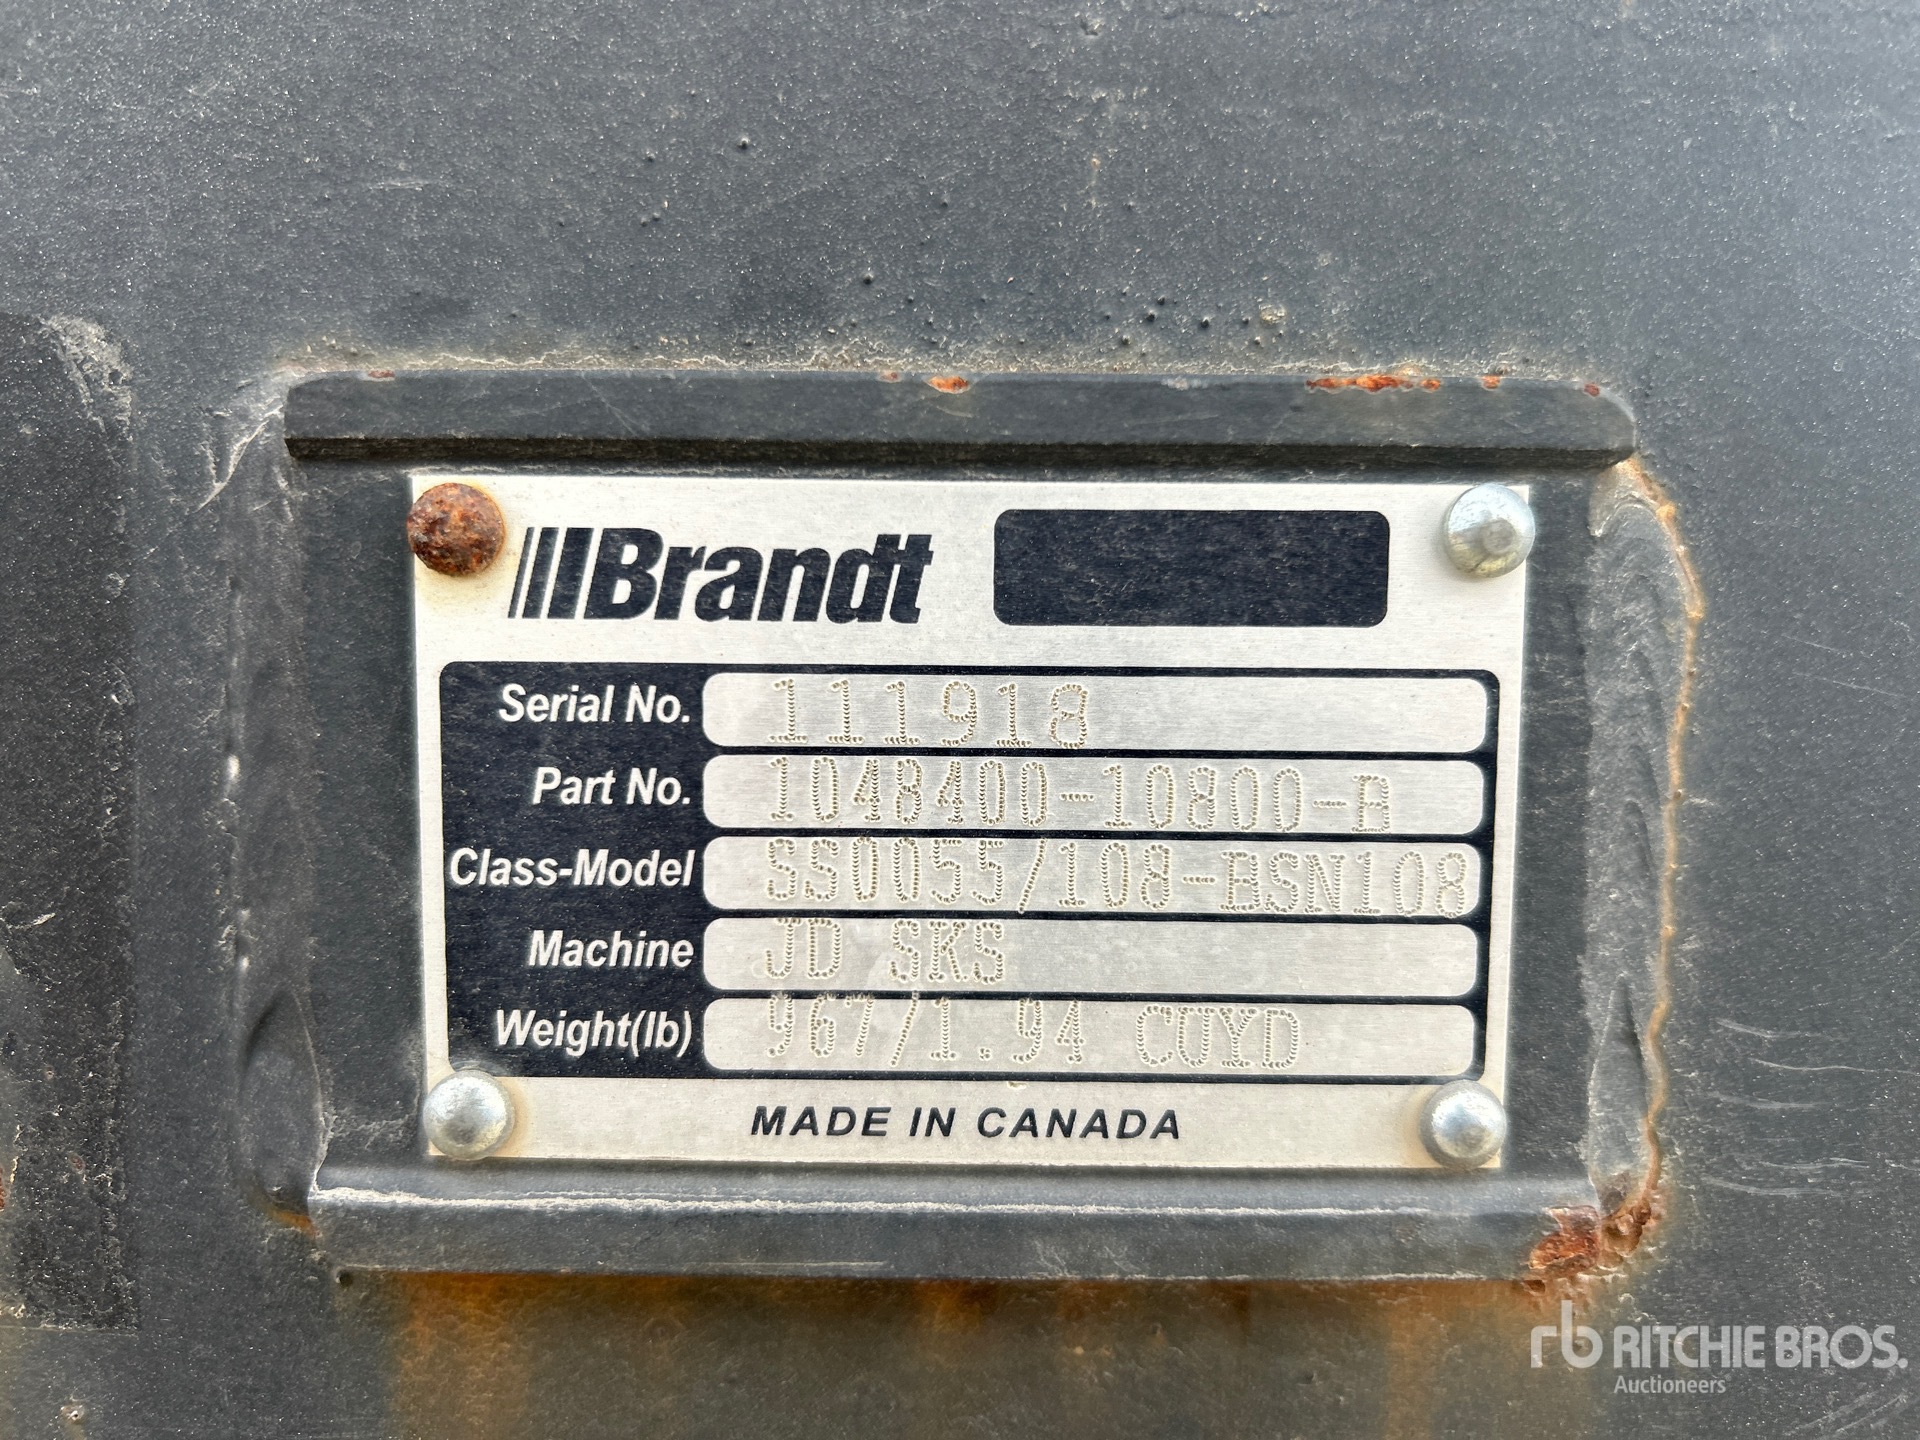 Brandt
Serial No. 111918
Part No. 1048400-10800-A
Class-Model SS0055/108-BSN108
Machine JD SKS
Weight(lb) 967/1.94 CUYD
MADE IN CANADA
rb RITCHIE BROS.
Auctioneers